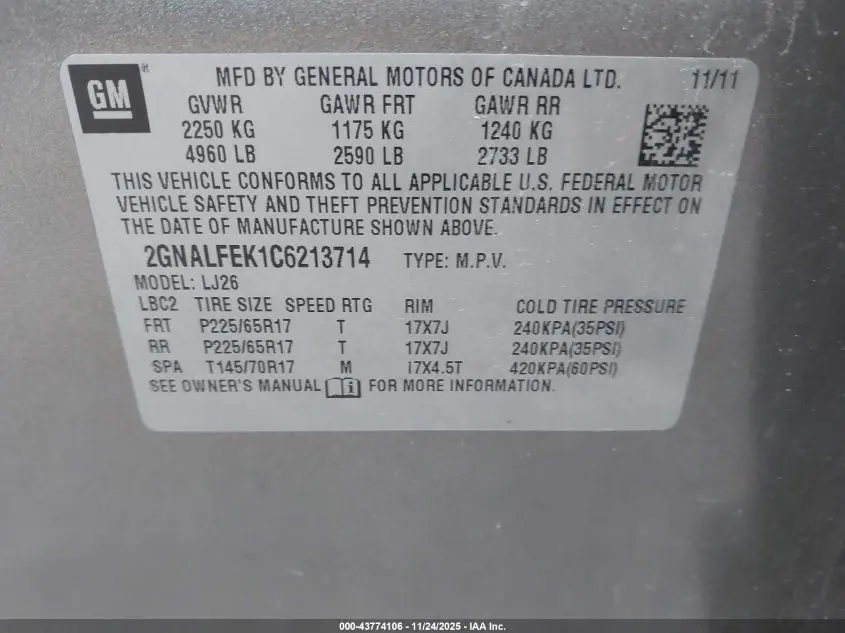 GM ® MFD BY GENERAL MOTORS OF CANADA LTD. 11/11
GVWR GAWR FRT GAWR RR
2250 KG 1175 KG 1240 KG
4960 LB 2590 LB 2733 LB
THIS VEHICLE CONFORMS TO ALL APPLICABLE U.S. FEDERAL MOTOR
VEHICLE SAFETY AND THEFT PREVENTION STANDARDS IN EFFECT ON
THE DATE OF MANUFACTURE SHOWN ABOVE.
2GNALFEK1C6213714 TYPE: M.P.V.
MODEL: LJ26
LBC2 TIRE SIZE SPEED RTG RIM COLD TIRE PRESSURE
FRT P225/65R17 T 17X7J 240KPA(35PSI)
RR P225/65R17 T 17X7J 240KPA(35PSI)
SPA T145/70R17 M 17X4.5T 420KPA(60PSI)
SEE OWNER'S MANUAL i FOR MORE INFORMATION.
000-43774106 - 11/24/2025 - IAA Inc.